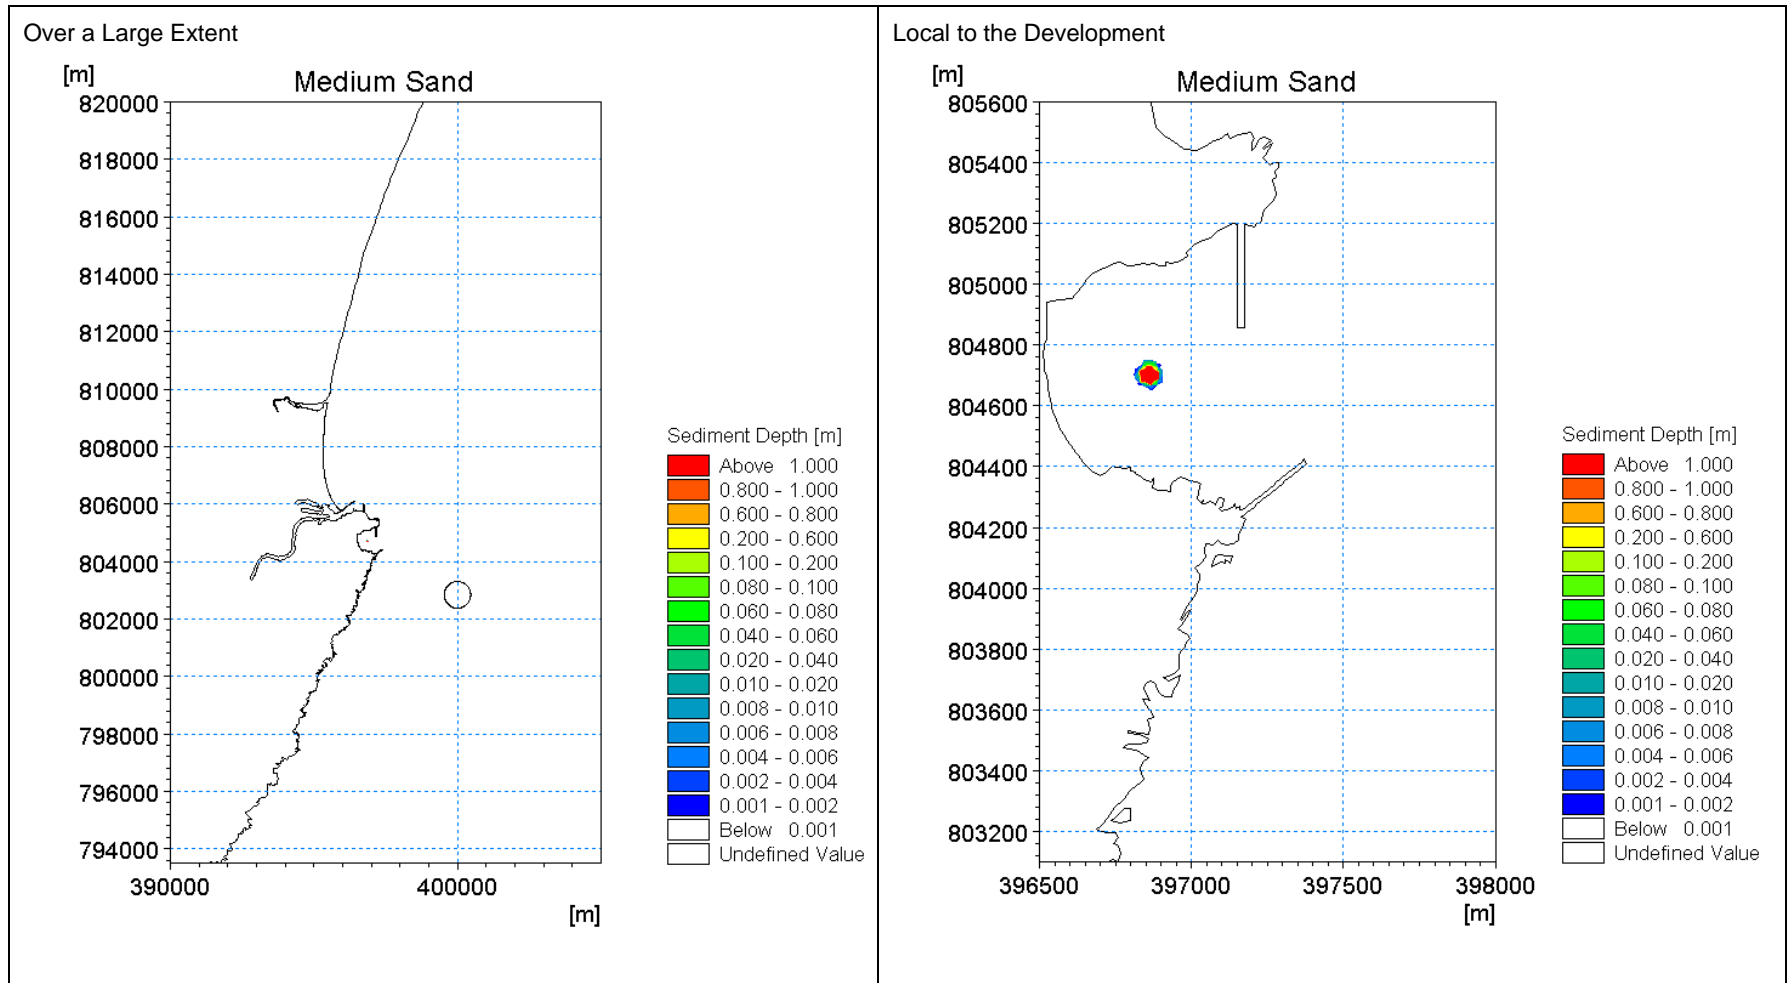 Over a Large Extent
[m]
Medium Sand
820000
818000
816000
814000
812000
810000
808000
806000
804000
802000
800000
798000
796000
794000
390000
400000
[m]
Sediment Depth [m]
Above 1.000
0.800 - 1.000
0.600 - 0.800
0.200 - 0.600
0.100 - 0.200
0.080 - 0.100
0.060 - 0.080
0.040 - 0.060
0.020 - 0.040
0.010 - 0.020
0.008 - 0.010
0.006 - 0.008
0.004 - 0.006
0.002 - 0.004
0.001 - 0.002
Below 0.001
Undefined Value
Local to the Development
[m]
Medium Sand
805600
805400
805200
805000
804800
804600
804400
804200
804000
803800
803600
803400
803200
396500
397000
397500
398000
[m]
Sediment Depth [m]
Above 1.000
0.800 - 1.000
0.600 - 0.800
0.200 - 0.600
0.100 - 0.200
0.080 - 0.100
0.060 - 0.080
0.040 - 0.060
0.020 - 0.040
0.010 - 0.020
0.008 - 0.010
0.006 - 0.008
0.004 - 0.006
0.002 - 0.004
0.001 - 0.002
Below 0.001
Undefined Value